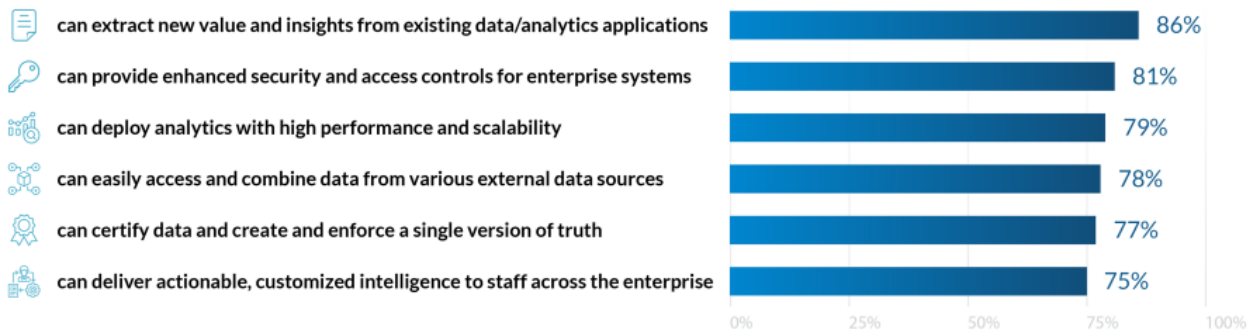 can extract new value and insights from existing data/analytics applications 86%
can provide enhanced security and access controls for enterprise systems 81%
can deploy analytics with high performance and scalability 79%
can easily access and combine data from various external data sources 78%
can certify data and create and enforce a single version of truth 77%
can deliver actionable, customized intelligence to staff across the enterprise 75%
0% 25% 50% 75% 100%